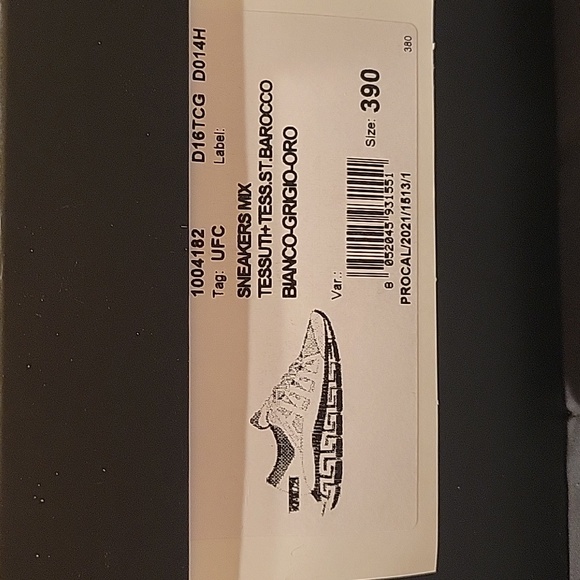 1004182 D16TCG D014H
Tag: UFC Label:
SNEAKERS MIX
TESSUTI+TESS.ST.BAROCCO
BIANCO-GRIGIO-ORO
Var.: Size: 390
8 052045 931551
PROCAL/2021/1513/1
380